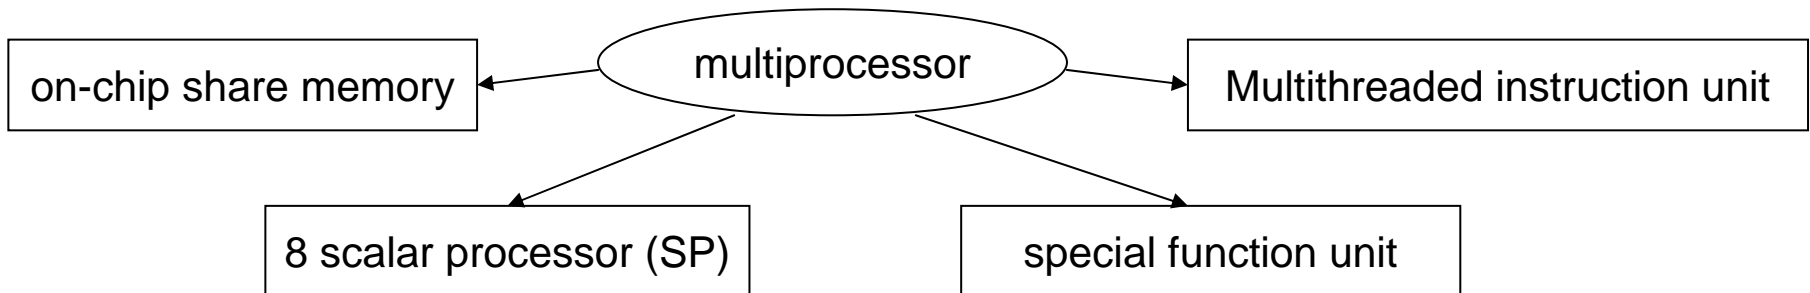 multiprocessor
on-chip share memory
Multithreaded instruction unit
8 scalar processor (SP)
special function unit